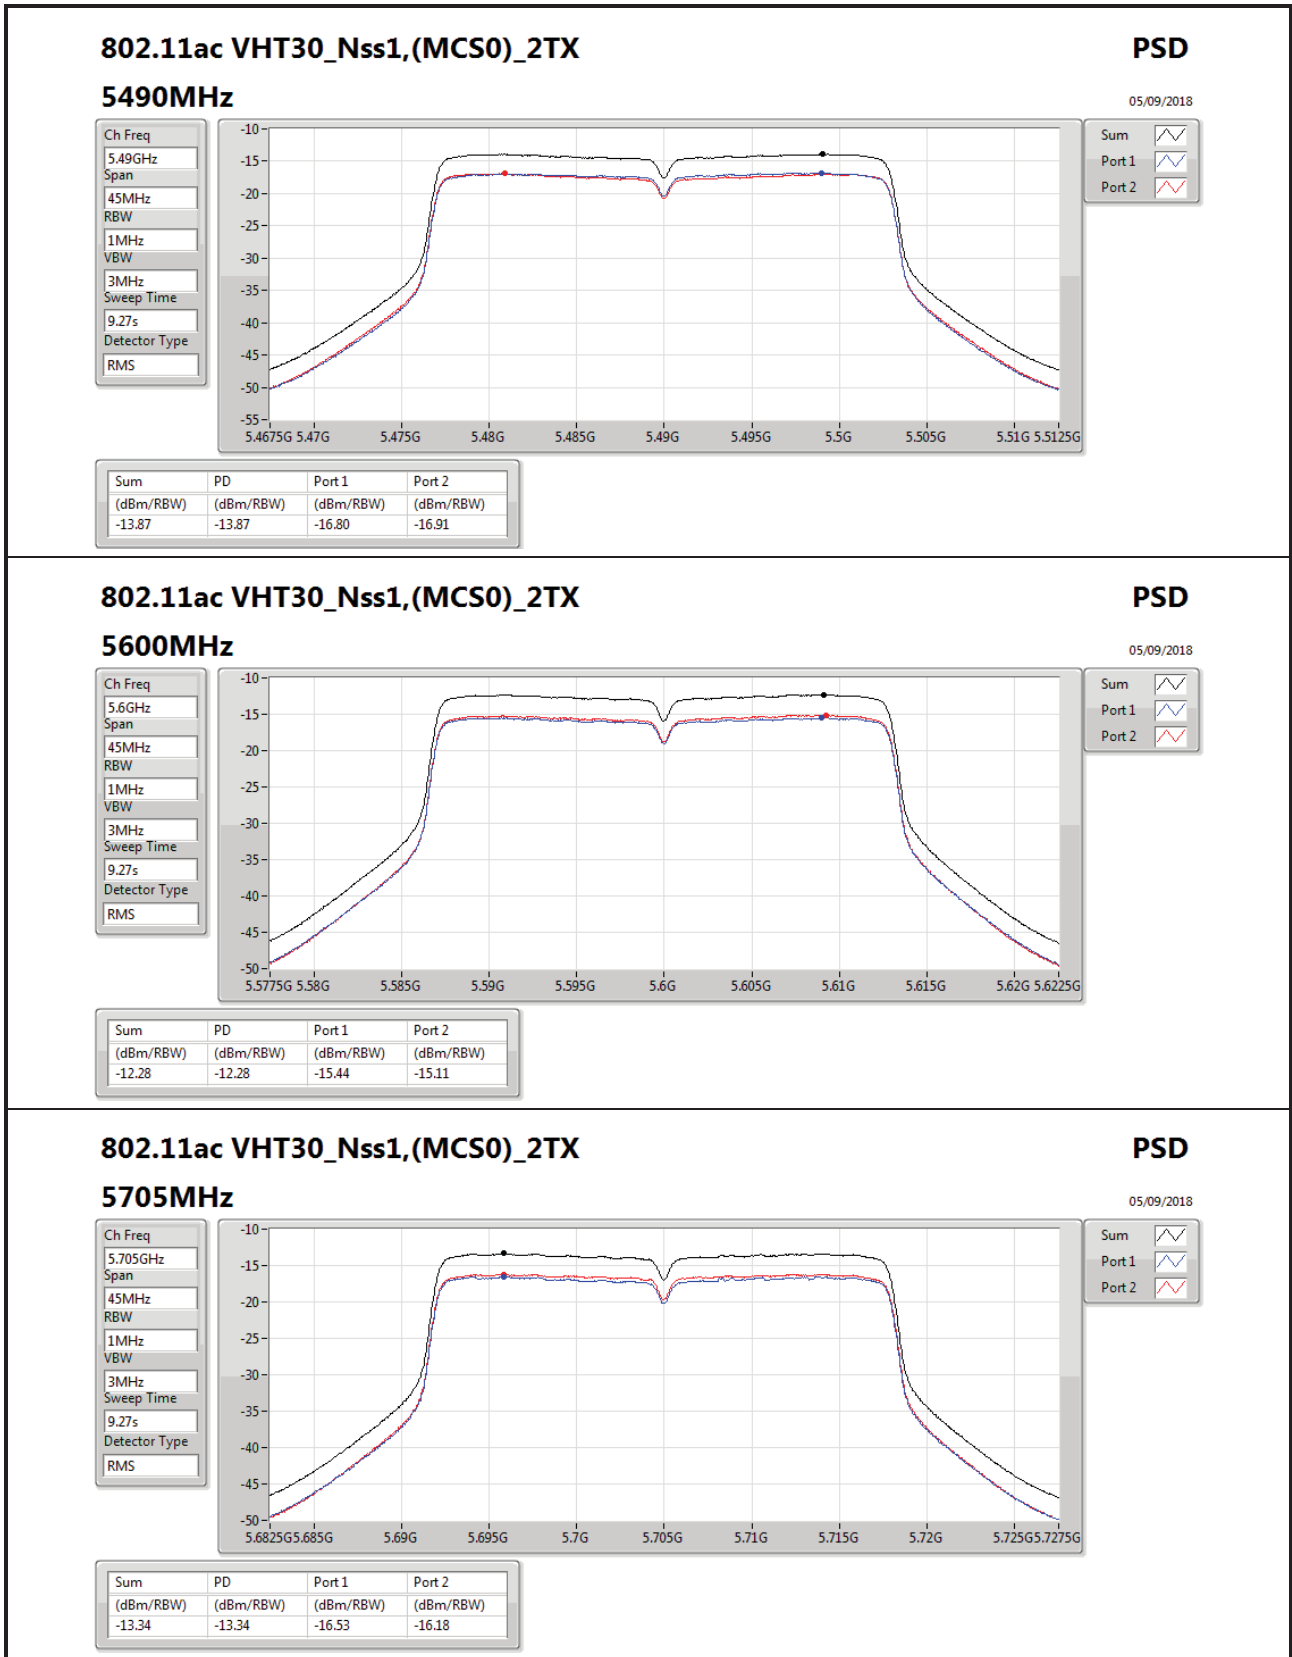 802.11ac VHT30_Nss1,(MCS0)_2TX PSD
5490MHz 05/09/2018
Ch Freq
5.49GHz
Span
45MHz
RBW
1MHz
VBW
3MHz
Sweep Time
9.27s
Detector Type
RMS
-10
-15
-20
-25
-30
-35
-40
-45
-50
-55
5.4675G 5.47G 5.475G 5.48G 5.485G 5.49G 5.495G 5.5G 5.505G 5.51G 5.5125G
Sum
Port 1
Port 2
Sum PD Port 1 Port 2
(dBm/RBW) (dBm/RBW) (dBm/RBW) (dBm/RBW)
-13.87 -13.87 -16.80 -16.91
802.11ac VHT30_Nss1,(MCS0)_2TX PSD
5600MHz 05/09/2018
Ch Freq
5.6GHz
Span
45MHz
RBW
1MHz
VBW
3MHz
Sweep Time
9.27s
Detector Type
RMS
-10
-15
-20
-25
-30
-35
-40
-45
-50
5.5775G 5.58G 5.585G 5.59G 5.595G 5.6G 5.605G 5.61G 5.615G 5.62G 5.6225G
Sum
Port 1
Port 2
Sum PD Port 1 Port 2
(dBm/RBW) (dBm/RBW) (dBm/RBW) (dBm/RBW)
-12.28 -12.28 -15.44 -15.11
802.11ac VHT30_Nss1,(MCS0)_2TX PSD
5705MHz 05/09/2018
Ch Freq
5.705GHz
Span
45MHz
RBW
1MHz
VBW
3MHz
Sweep Time
9.27s
Detector Type
RMS
-10
-15
-20
-25
-30
-35
-40
-45
-50
5.6825G 5.685G 5.69G 5.695G 5.7G 5.705G 5.71G 5.715G 5.72G 5.725G 5.7275G
Sum
Port 1
Port 2
Sum PD Port 1 Port 2
(dBm/RBW) (dBm/RBW) (dBm/RBW) (dBm/RBW)
-13.34 -13.34 -16.53 -16.18